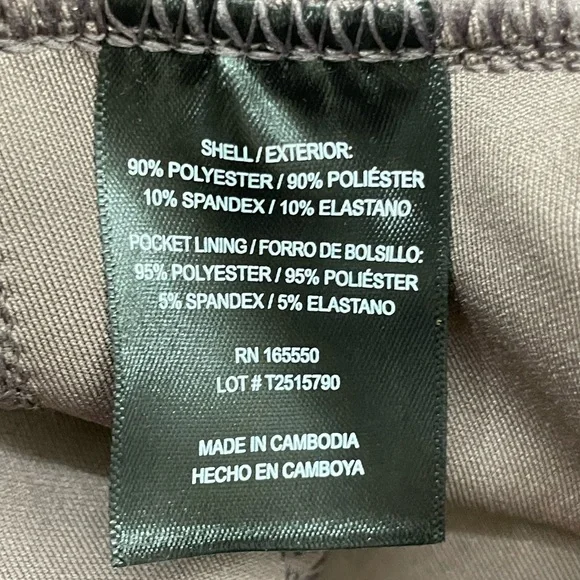 SHELL / EXTERIOR:
90% POLYESTER / 90% POLIÉSTER
10% SPANDEX / 10% ELASTANO
POCKET LINING / FORRO DE BOLSILLO:
95% POLYESTER / 95% POLIÉSTER
5% SPANDEX / 5% ELASTANO
RN 165550
LOT # T2515790
MADE IN CAMBODIA
HECHO EN CAMBOYA